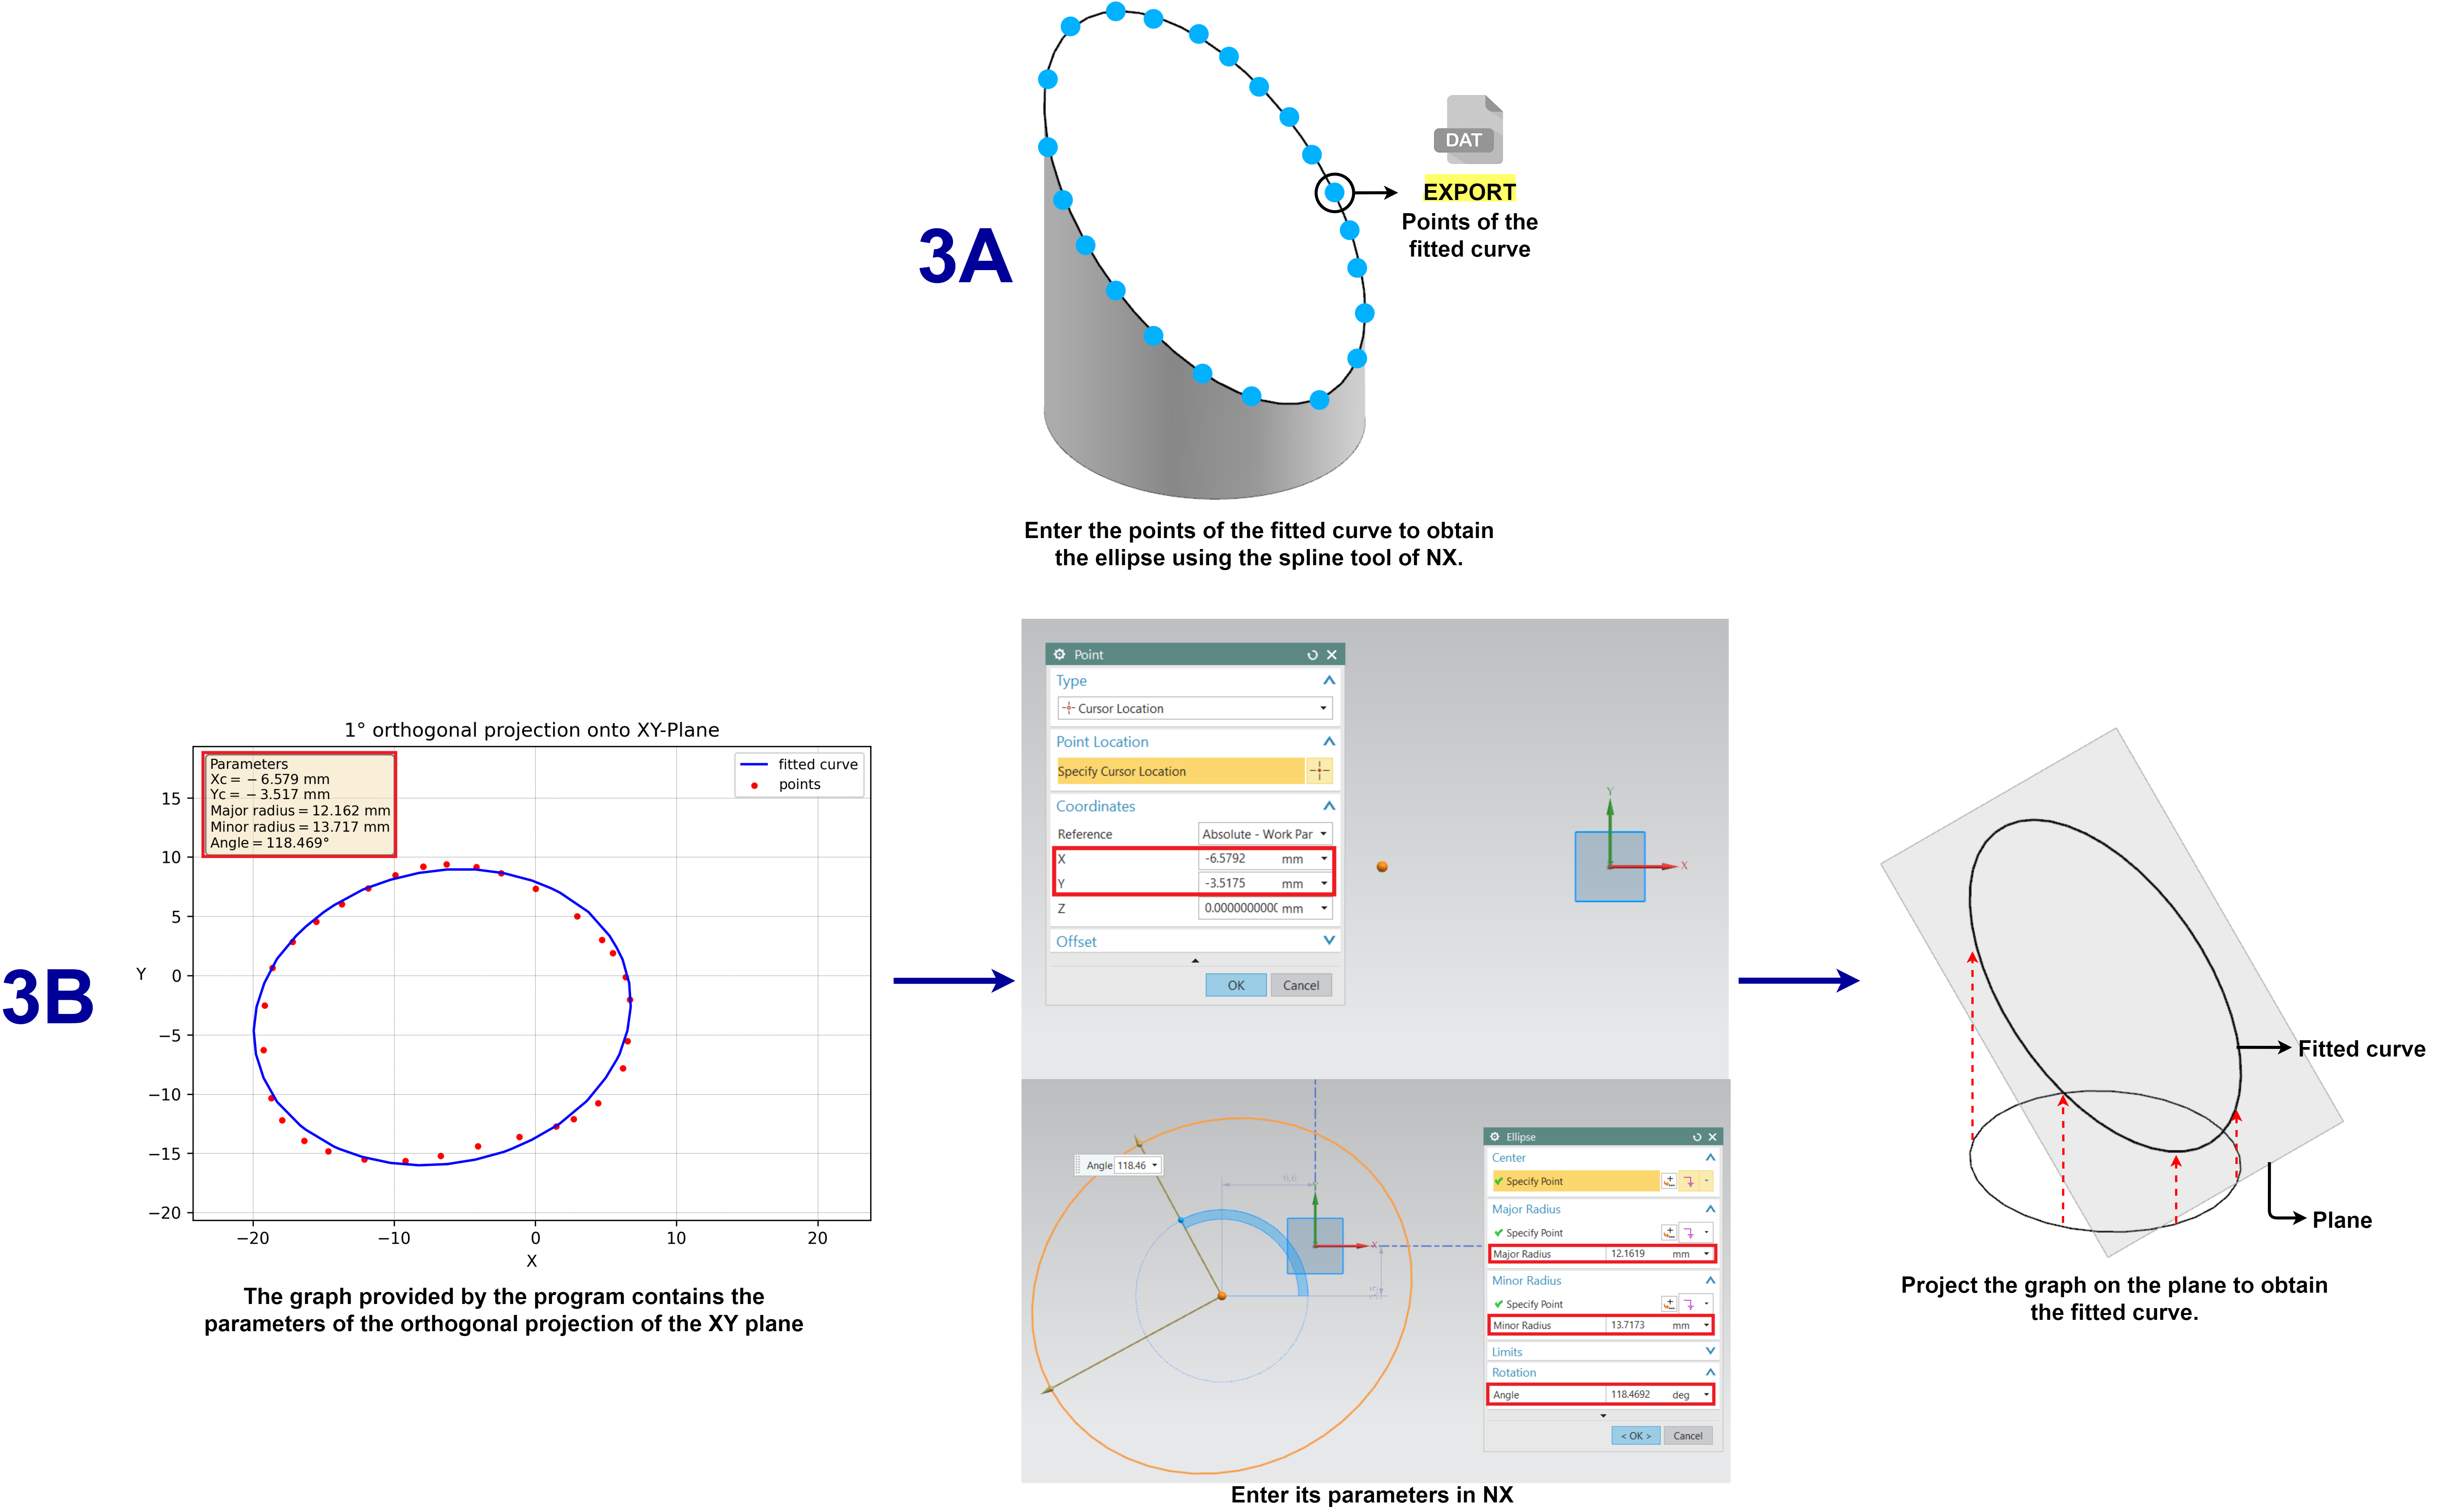 3A
DAT
EXPORT
Points of the
fitted curve
Enter the points of the fitted curve to obtain
the ellipse using the spline tool of NX.
3B
1° orthogonal projection onto XY-Plane
Parameters
Xc = − 6.579 mm
Yc = − 3.517 mm
Major radius = 12.162 mm
Minor radius = 13.717 mm
Angle = 118.469°
fitted curve
points
15
10
5
0
−5
−10
−15
−20
Y
−20
−10
0
10
20
X
The graph provided by the program contains the
parameters of the orthogonal projection of the XY plane
Point
Type
Cursor Location
Point Location
Specify Cursor Location
Coordinates
Reference
Absolute - Work Par
X
-6.5792 mm
Y
-3.5175 mm
Z
0.0000000000 mm
Offset
OK
Cancel
Y
X
Angle 118.46
6,6
X
Ellipse
Center
Specify Point
Major Radius
Specify Point
Major Radius 12.1619 mm
Minor Radius
Specify Point
Minor Radius 13.7173 mm
Limits
Rotation
Angle 118.4692 deg
< OK >
Cancel
Enter its parameters in NX
Fitted curve
Plane
Project the graph on the plane to obtain
the fitted curve.